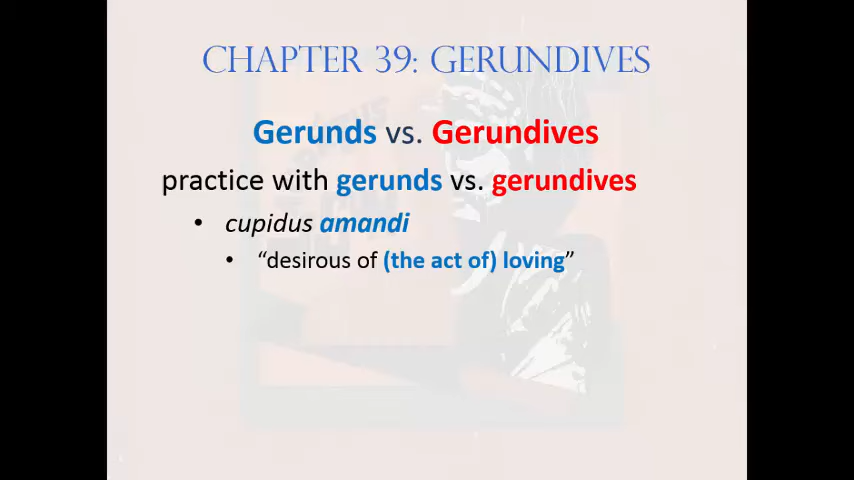 CHAPTER 39: GERUNDIVES
Gerunds vs. Gerundives
practice with gerunds vs. gerundives
• cupidus amandi
• “desirous of (the act of) loving”